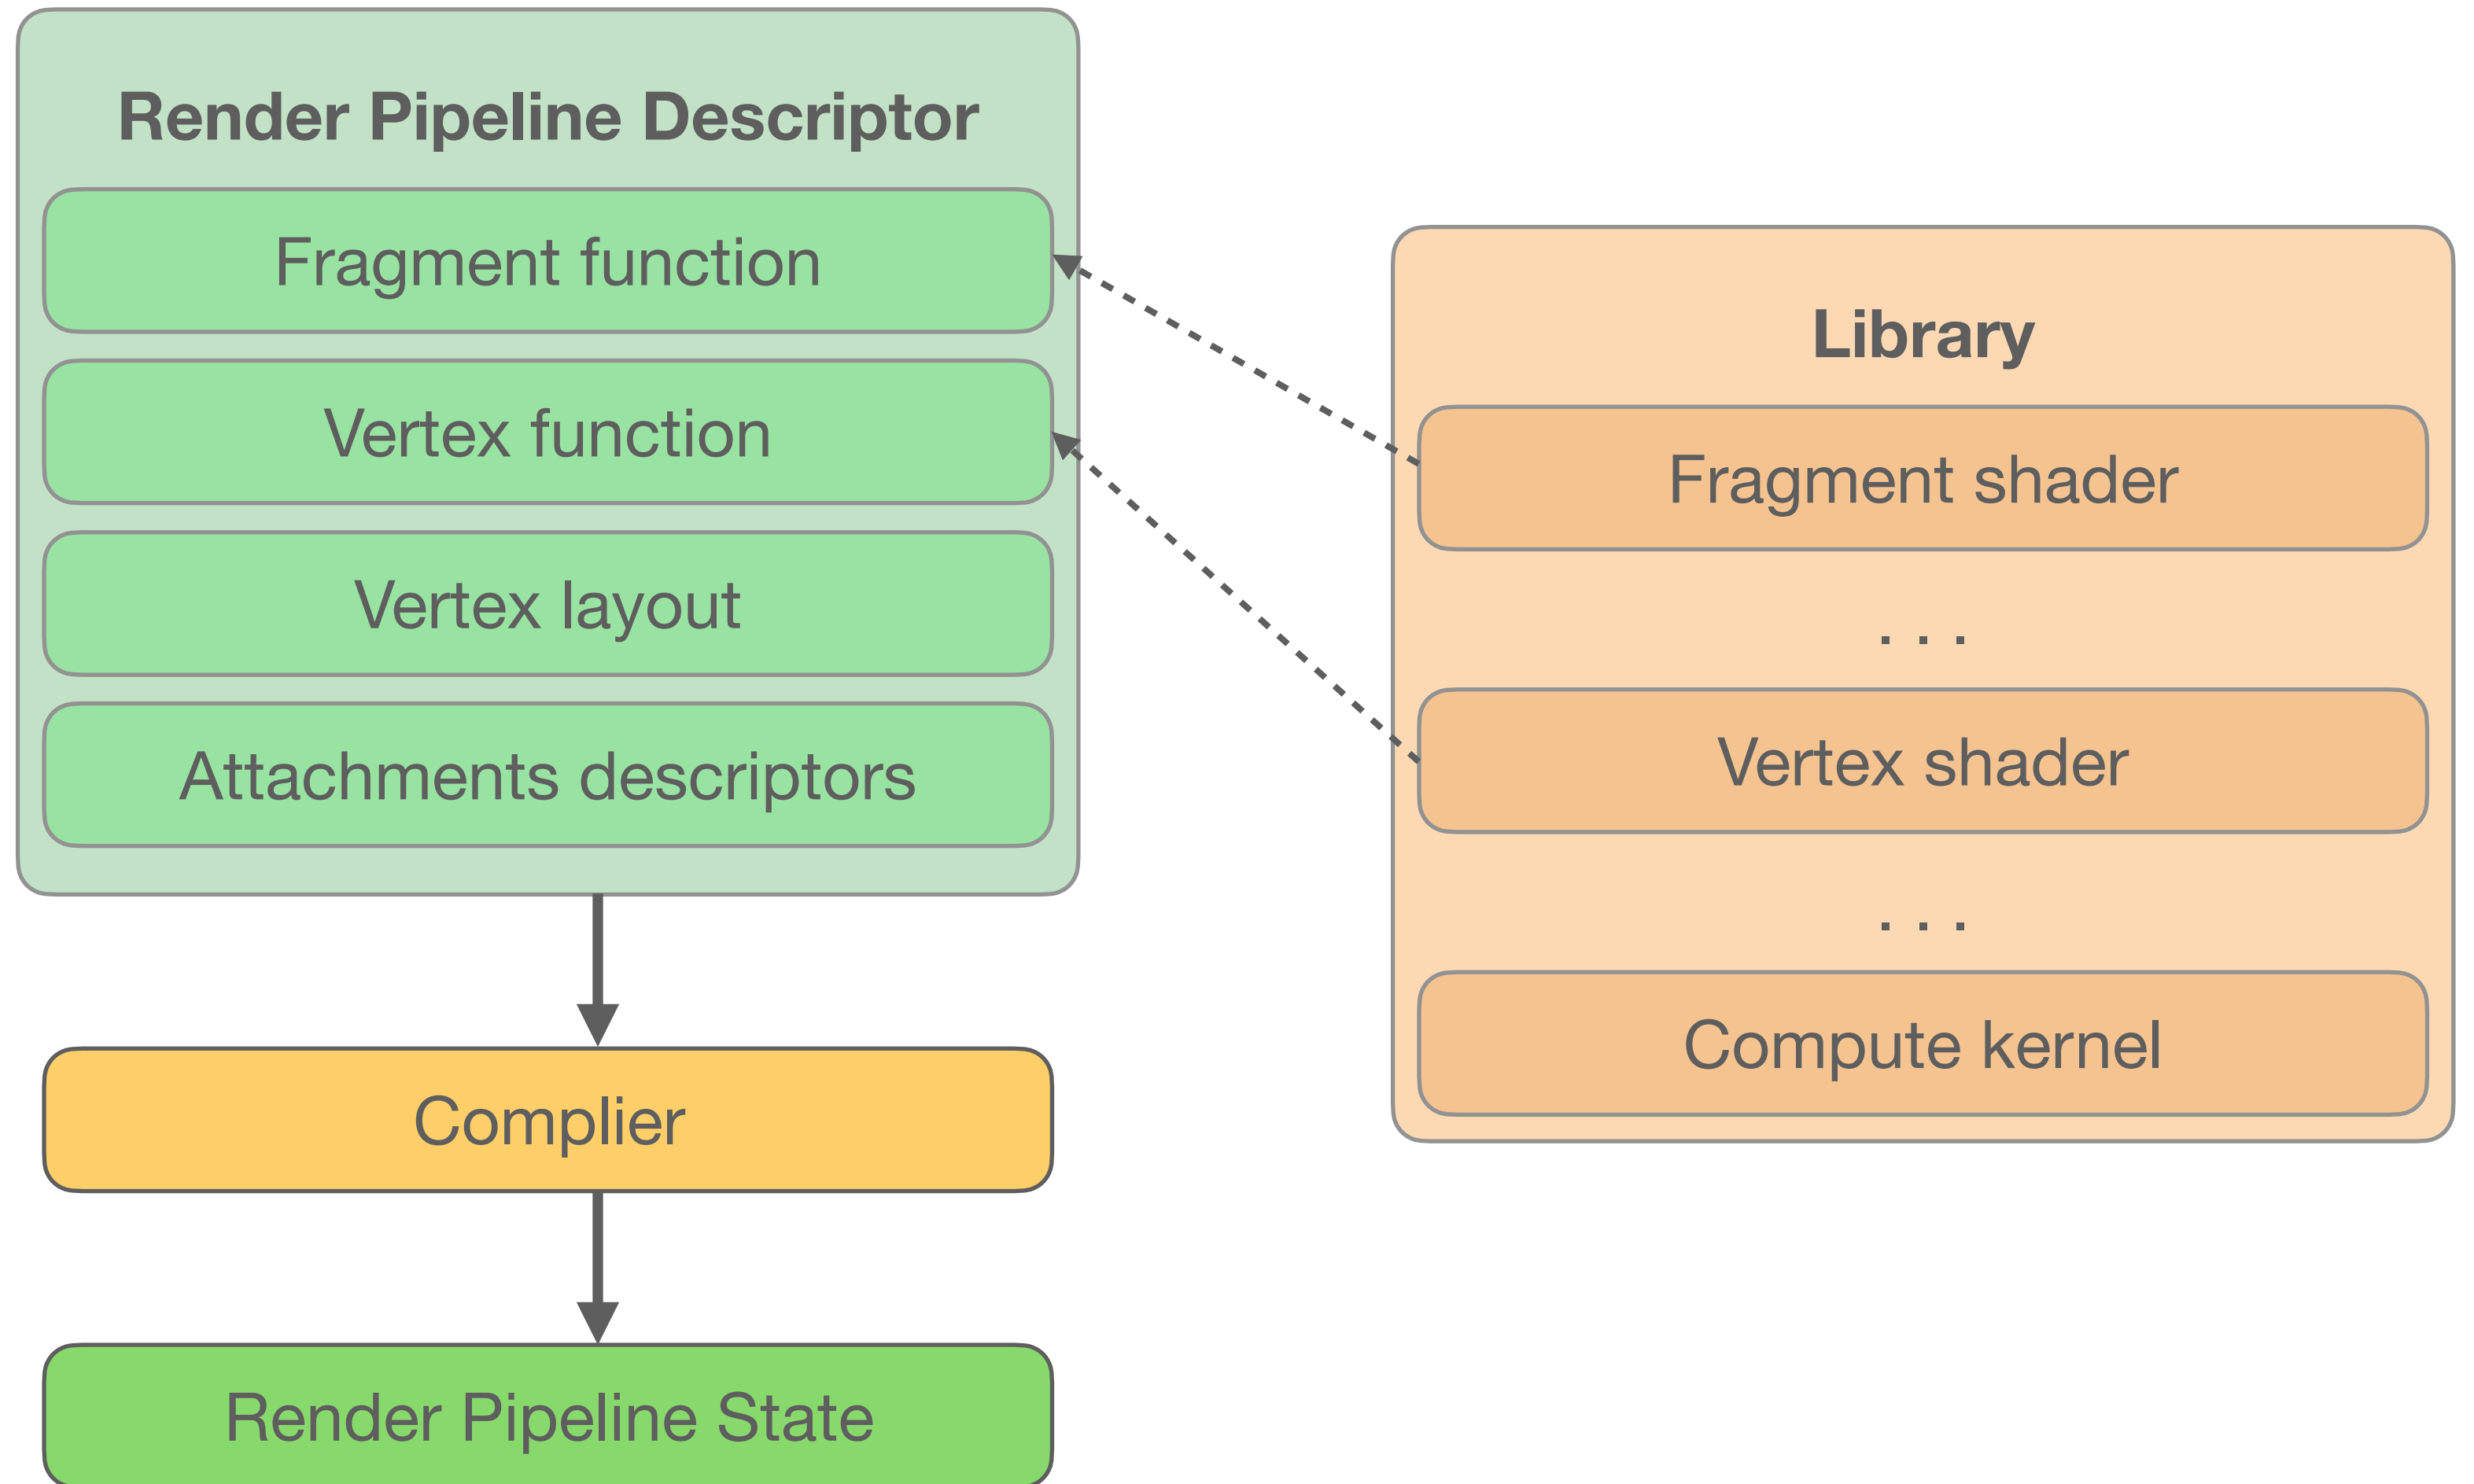 Render Pipeline Descriptor
Fragment function
Vertex function
Vertex layout
Attachments descriptors
Complier
Render Pipeline State
Library
Fragment shader
. . .
Vertex shader
. . .
Compute kernel